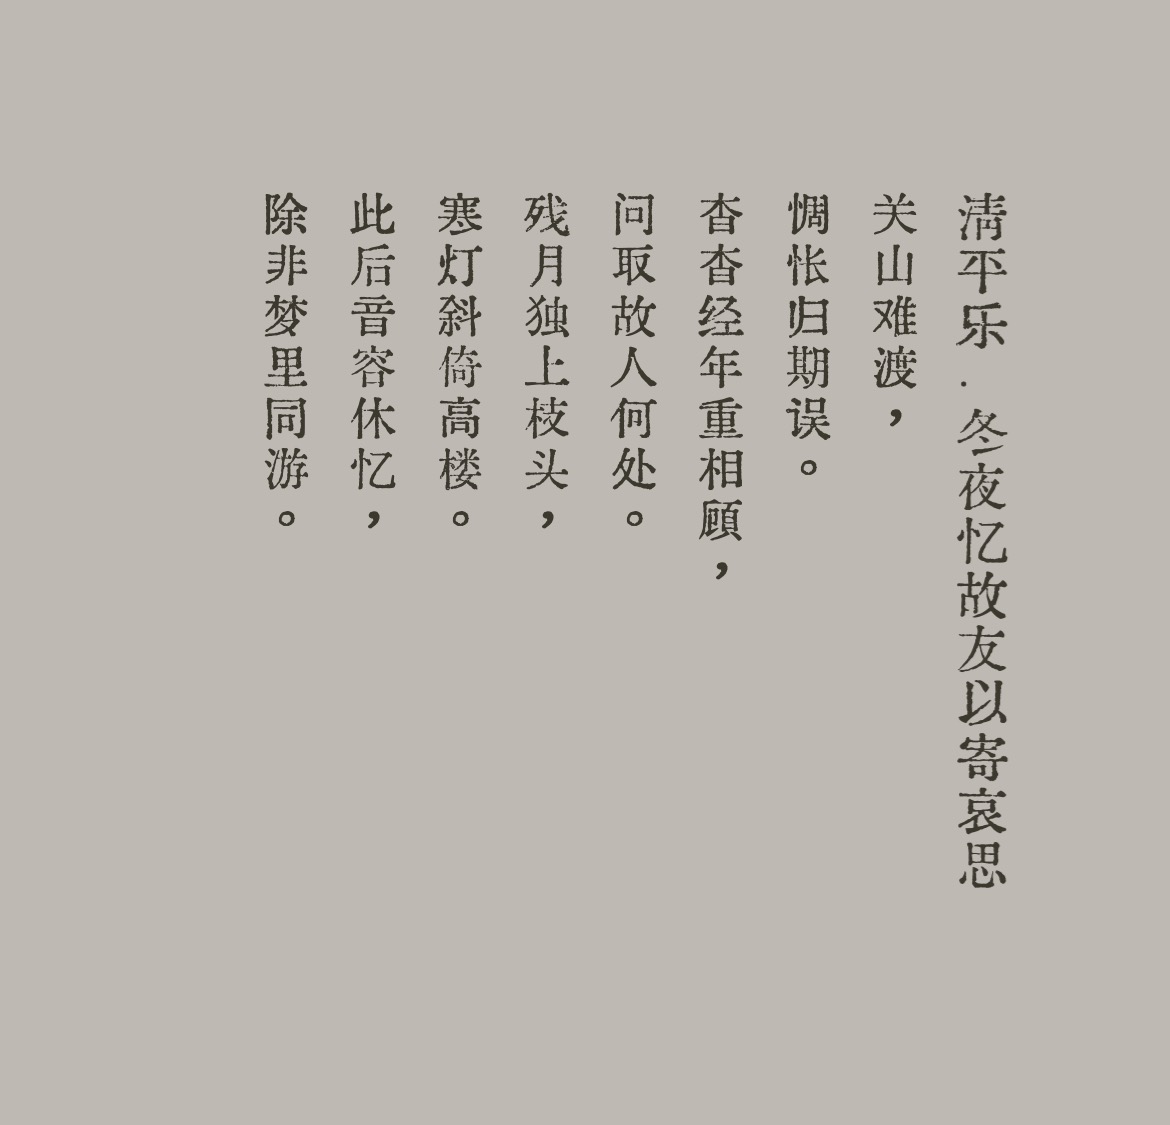 清平乐·冬夜忆故友以寄哀思
关山难渡，
惆怅归期误。
杳杳经年重相顾，
问取故人何处。
残月独上枝头，
寒灯斜倚高楼。
此后音容休忆，
除非梦里同游。